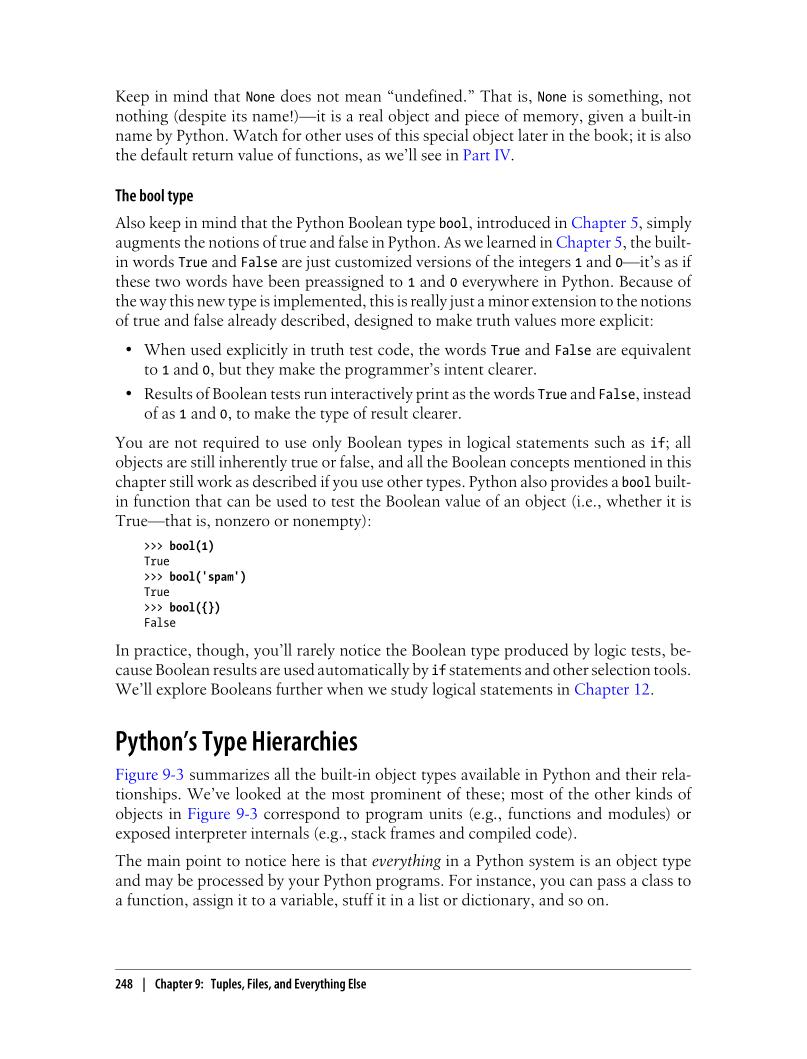 Keep in mind that None does not mean “undefined.” That is, None is something, not
nothing (despite its name!)—it is a real object and piece of memory, given a built-in
name by Python. Watch for other uses of this special object later in the book; it is also
the default return value of functions, as we’ll see in Part IV.
The bool type
Also keep in mind that the Python Boolean type bool, introduced in Chapter 5, simply
augments the notions of true and false in Python. As we learned in Chapter 5, the built-
in words True and False are just customized versions of the integers 1 and 0—it’s as if
these two words have been preassigned to 1 and 0 everywhere in Python. Because of
the way this new type is implemented, this is really just a minor extension to the notions
of true and false already described, designed to make truth values more explicit:
• When used explicitly in truth test code, the words True and False are equivalent
to 1 and 0, but they make the programmer’s intent clearer.
• Results of Boolean tests run interactively print as the words True and False, instead
of as 1 and 0, to make the type of result clearer.
You are not required to use only Boolean types in logical statements such as if; all
objects are still inherently true or false, and all the Boolean concepts mentioned in this
chapter still work as described if you use other types. Python also provides a bool built-
in function that can be used to test the Boolean value of an object (i.e., whether it is
True—that is, nonzero or nonempty):
>>> bool(1)
True
>>> bool('spam')
True
>>> bool({})
False
In practice, though, you’ll rarely notice the Boolean type produced by logic tests, be-
cause Boolean results are used automatically by if statements and other selection tools.
We’ll explore Booleans further when we study logical statements in Chapter 12.
Python’s Type Hierarchies
Figure 9-3 summarizes all the built-in object types available in Python and their rela-
tionships. We’ve looked at the most prominent of these; most of the other kinds of
objects in Figure 9-3 correspond to program units (e.g., functions and modules) or
exposed interpreter internals (e.g., stack frames and compiled code).
The main point to notice here is that everything in a Python system is an object type
and may be processed by your Python programs. For instance, you can pass a class to
a function, assign it to a variable, stuff it in a list or dictionary, and so on.
248 | Chapter 9: Tuples, Files, and Everything Else